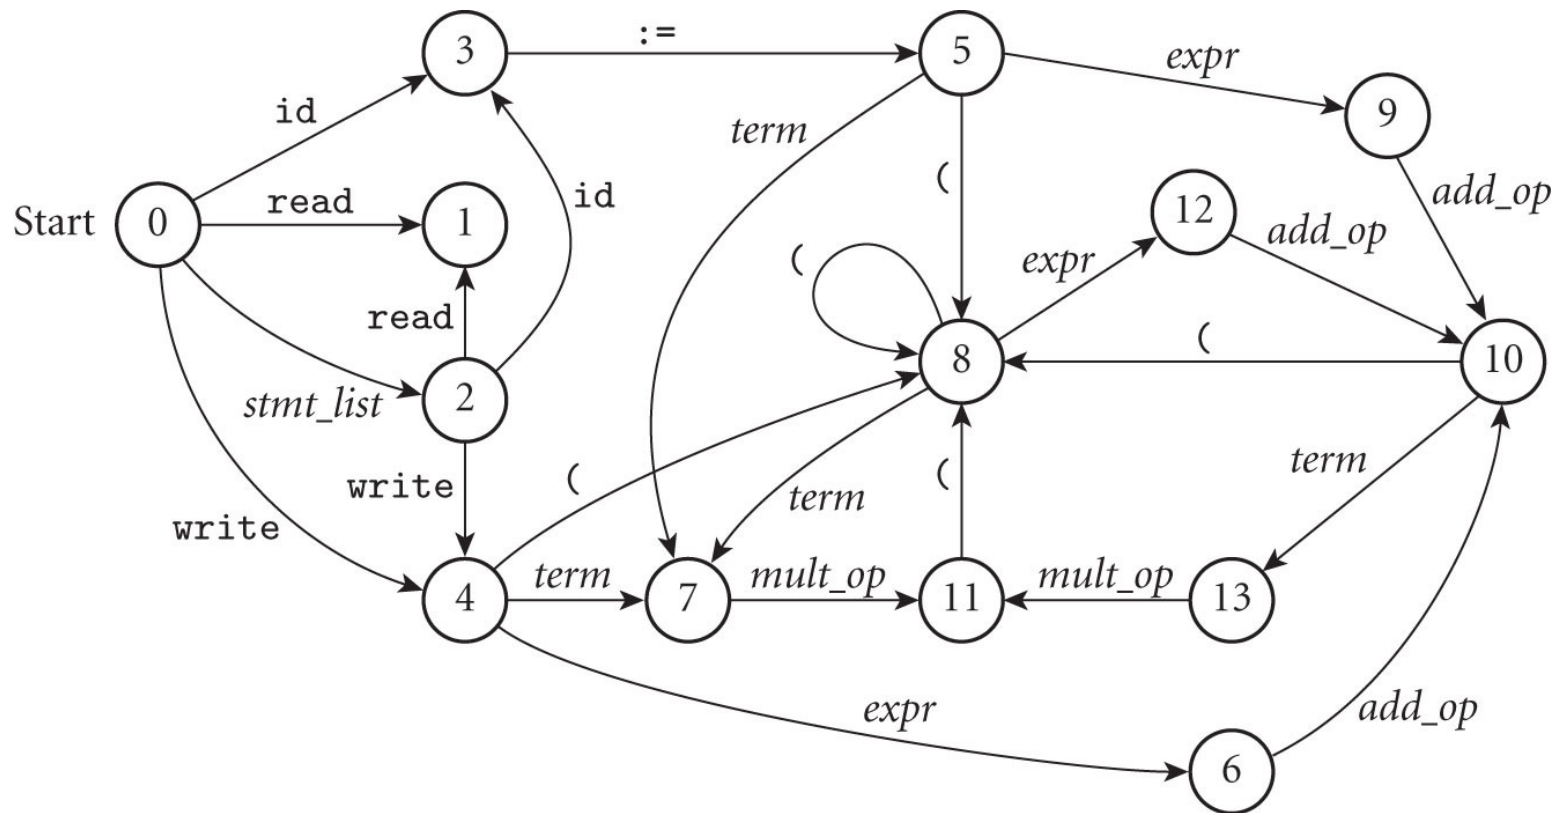 3
:=
5
expr
9
id
term
(
add_op
Start
0
read
1
id
12
add_op
(
expr
read
(
8
10
stmt_list
2
write
(
term
(
term
write
4
term
7
mult_op
11
mult_op
13
expr
add_op
6